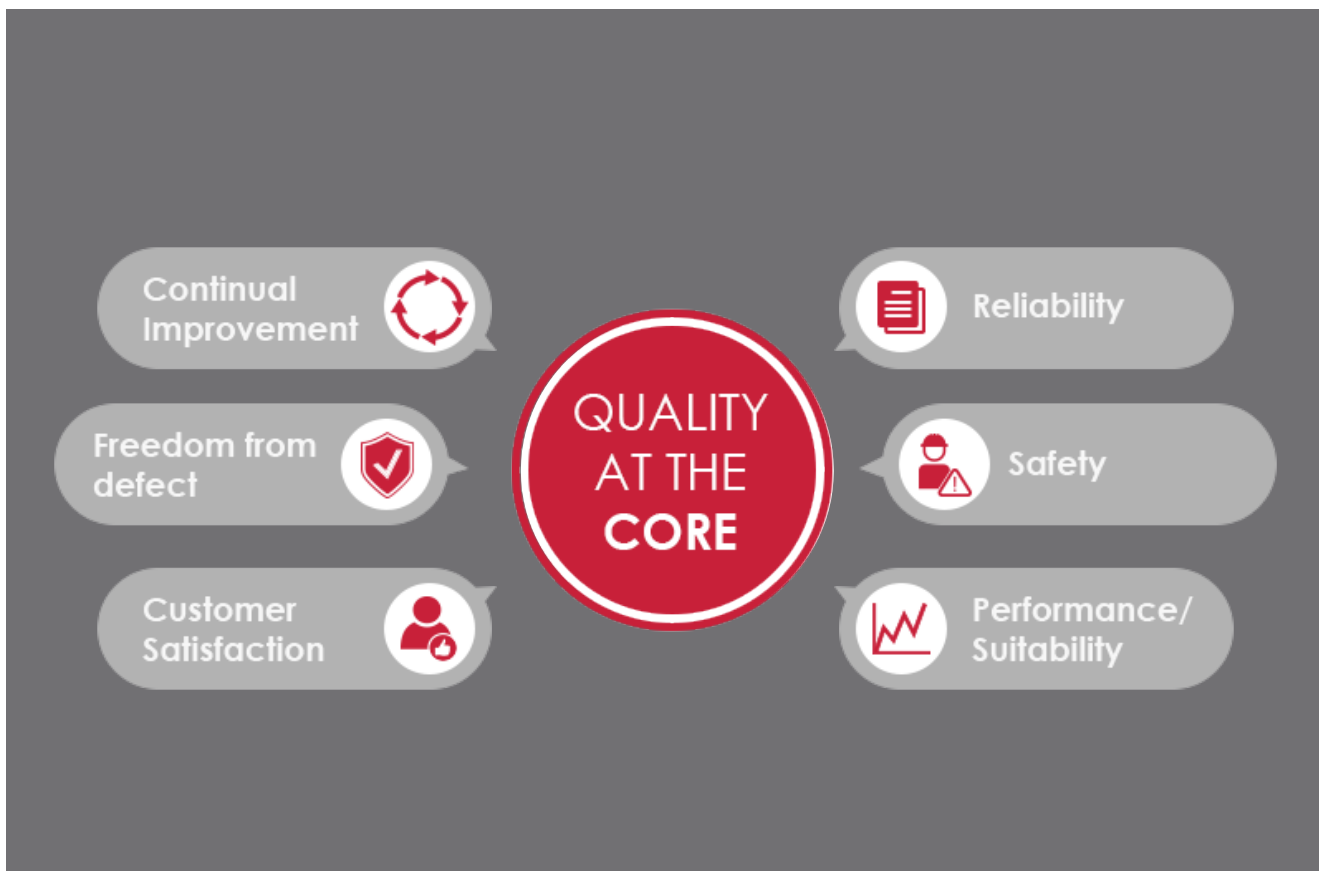 Continual
Improvement
Freedom from
defect
Customer
Satisfaction
QUALITY
AT THE
CORE
Reliability
Safety
Performance/
Suitability